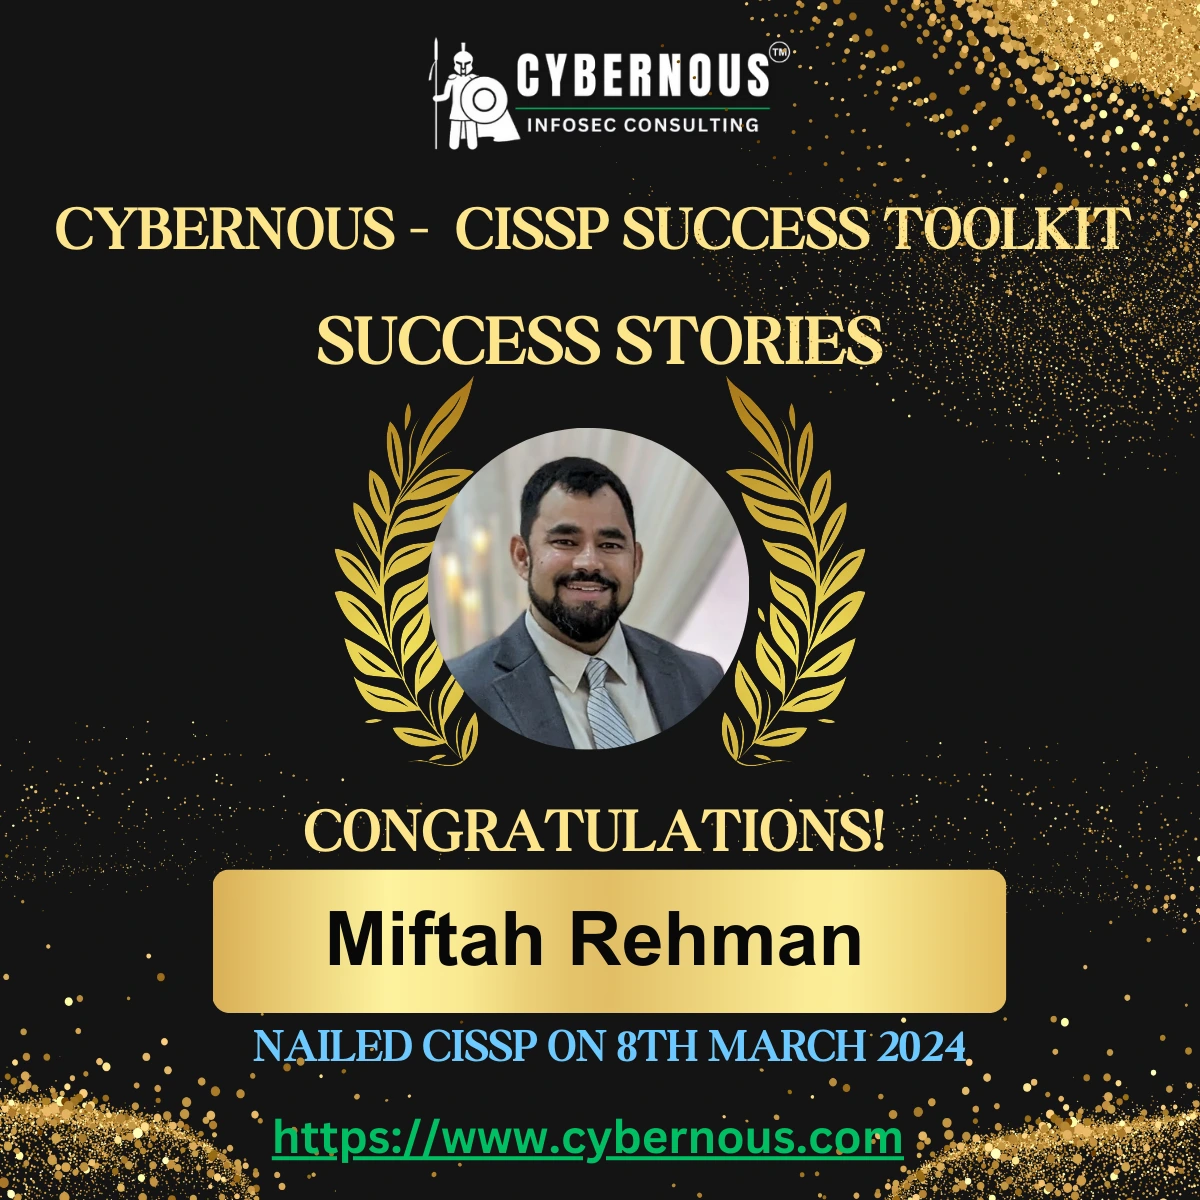 CYBERNOUS™
INFOSEC CONSULTING
CYBERNOUS - CISSP SUCCESS TOOLKIT
SUCCESS STORIES
CONGRATULATIONS!
Miftah Rehman
NAILED CISSP ON 8TH MARCH 2024
https://www.cybernous.com